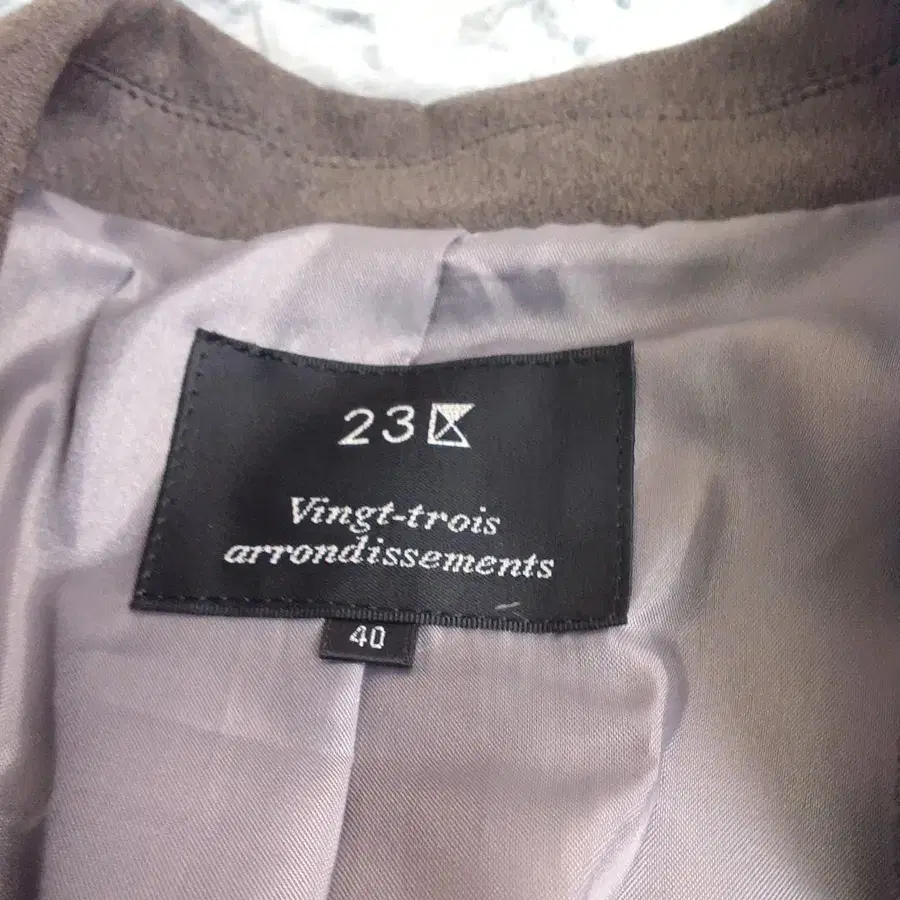 23区
Vingt-trois
arrondissements
40